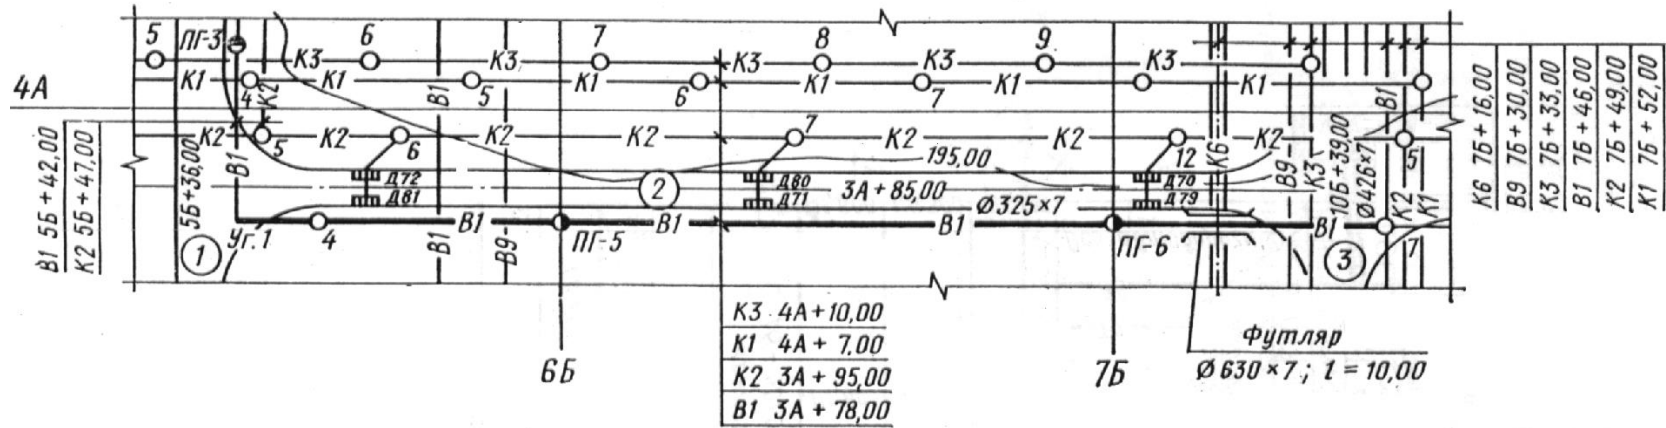 5 ПГ-3 6 7 8 9
К3 К3 К3 К3
К1 К1 К1 К1 К1
4А
4 К2 В1 5 6 7 В1
К2 К2 К2 К2 К2 К2
5 6 7 12 5
В1 5Б+42,00
К2 5Б+47,00
5Б+36,00
В1
195,00
К6
В9
К3
10Б+39,00
Ø426×7
К2
К1
Д72
Д81
2
Д80
Д71
3А+85,00
Д70
Д79
Ø325×7
Уг.1 4 В1 ПГ-5 В1 В1 ПГ-6 В1 7
1
В1
В9
3
К6 7Б+16,00
В9 7Б+30,00
К3 7Б+33,00
В1 7Б+46,00
К2 7Б+49,00
К1 7Б+52,00
К3 4А+10,00
К1 4А+7,00
К2 3А+95,00
В1 3А+78,00
6Б
7Б
Футляр
Ø630×7; l=10,00